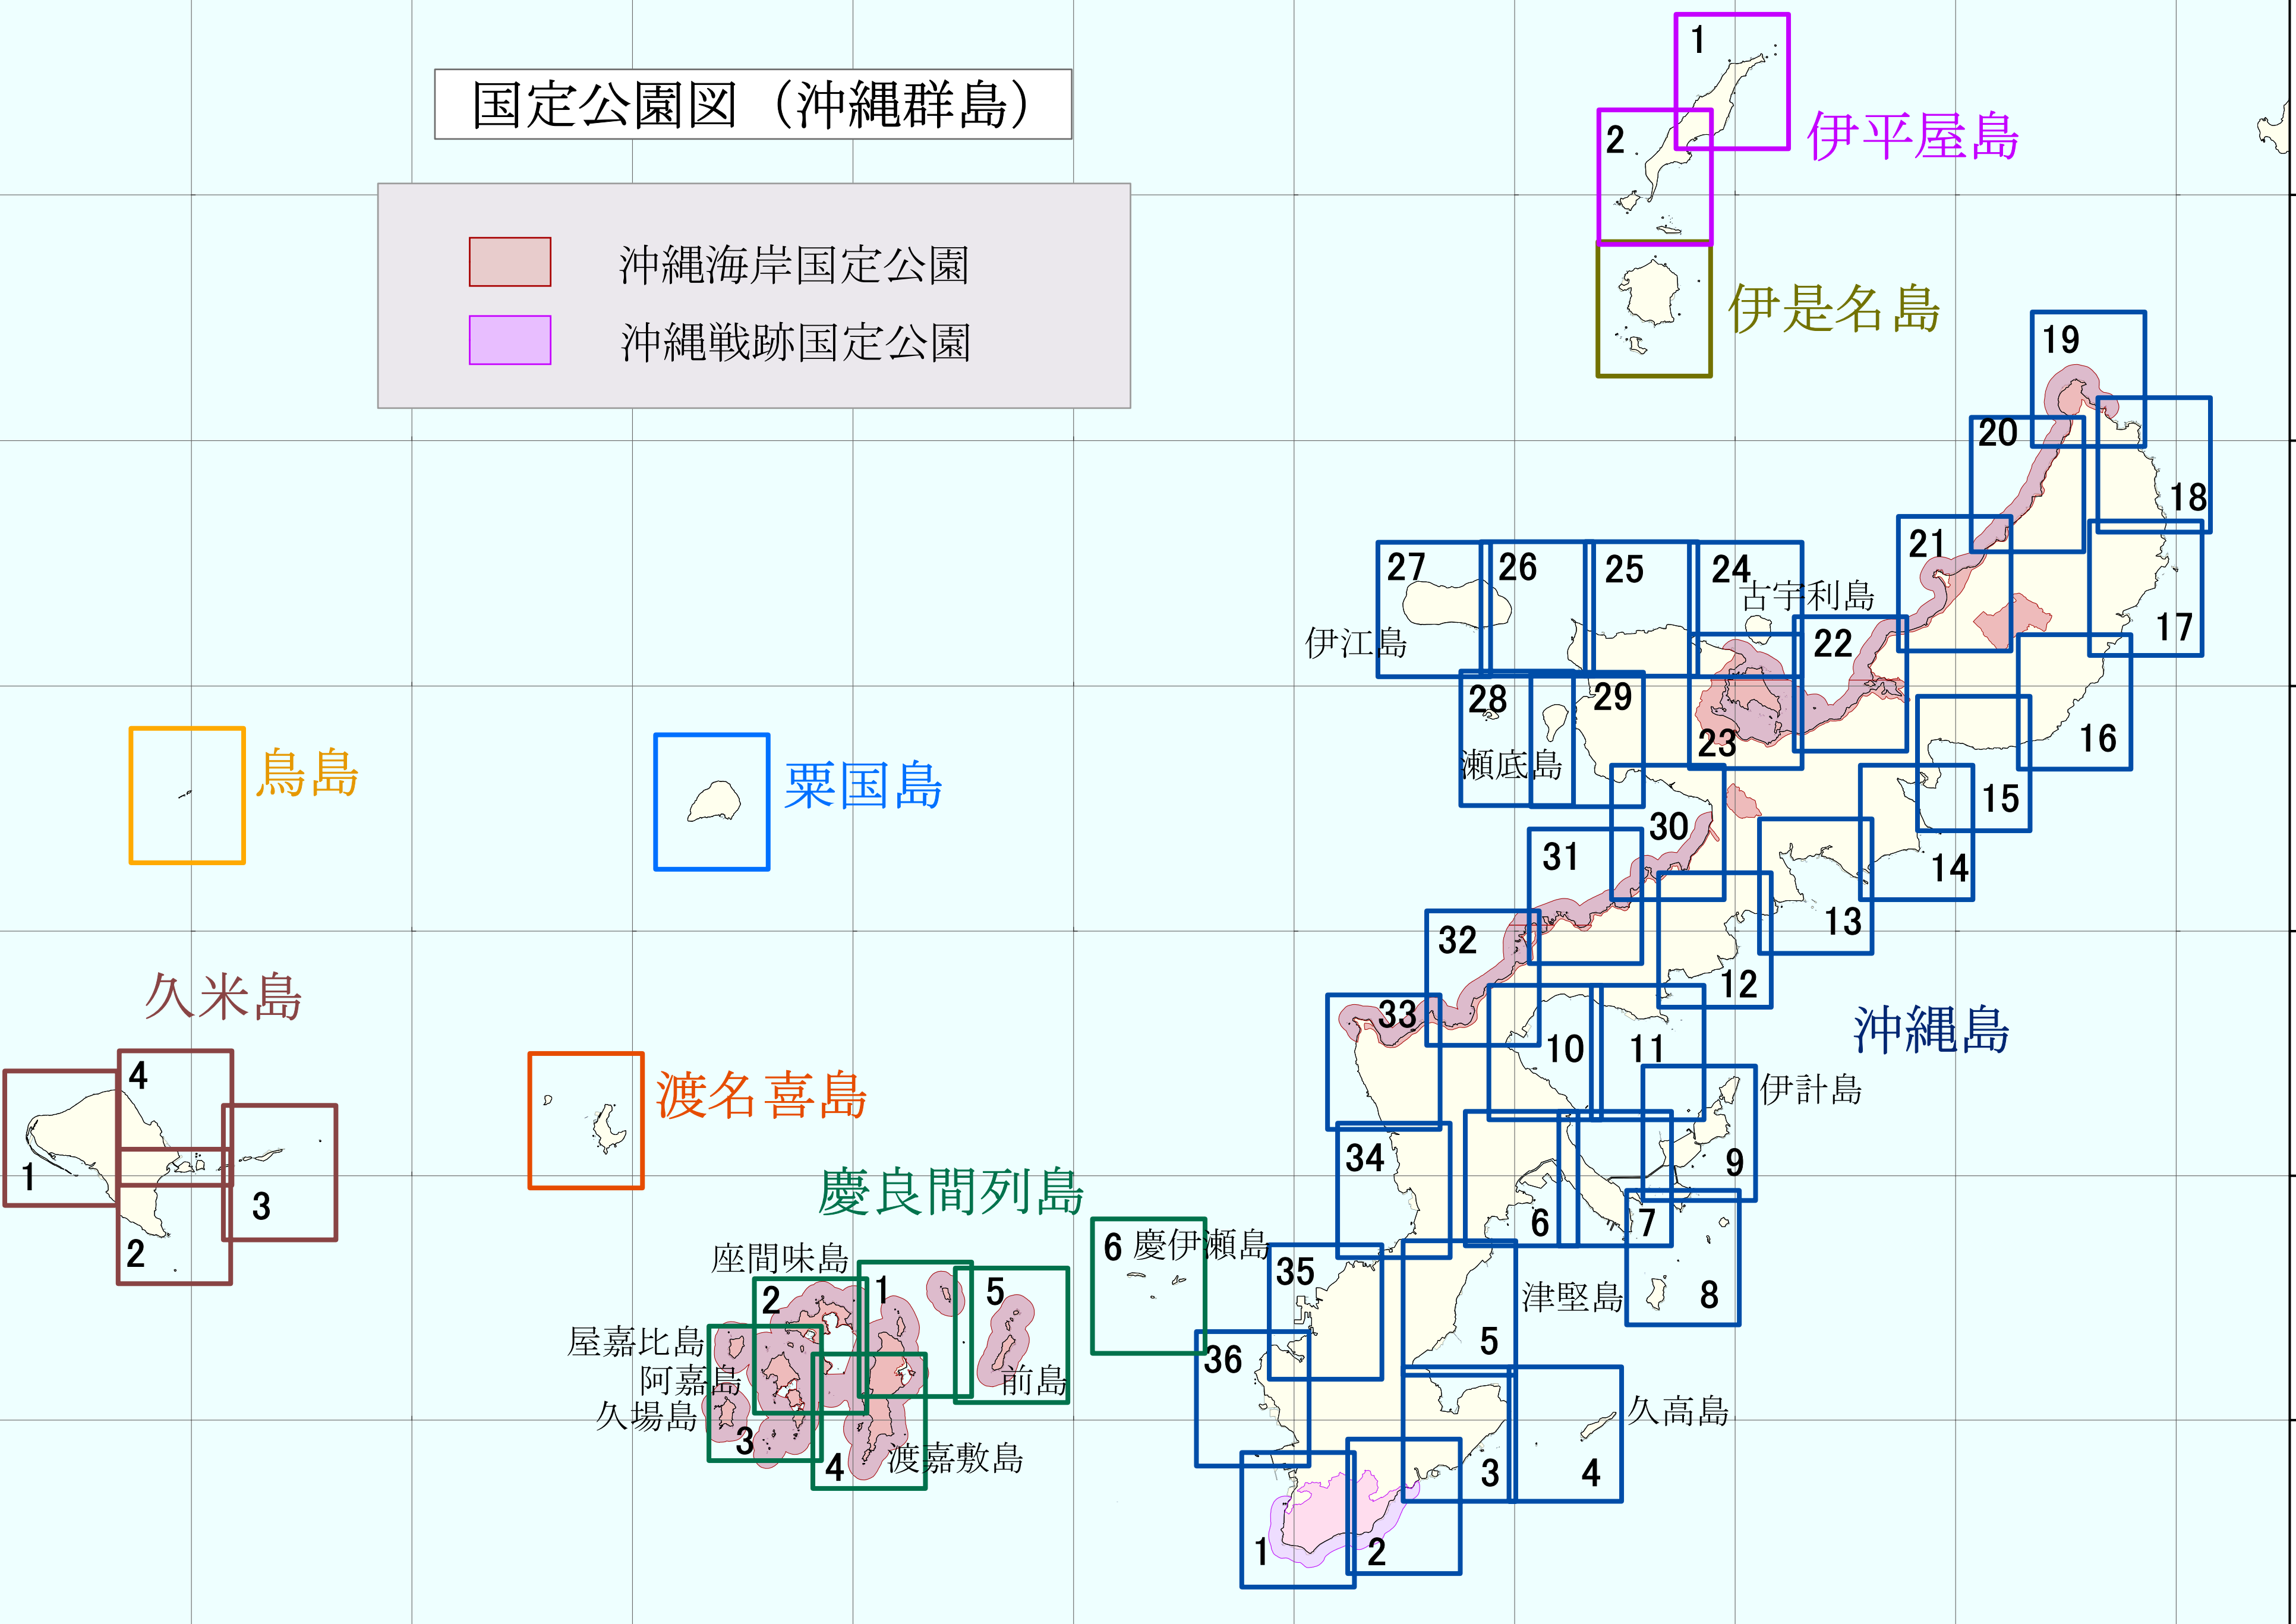 国定公園図（沖縄群島）
沖縄海岸国定公園
沖縄戦跡国定公園
1
2
伊平屋島
伊是名島
19
20
18
21
17
27
26
25
24
古宇利島
22
伊江島
28
29
23
16
瀬底島
15
鳥島
粟国島
30
31
14
13
32
12
久米島
33
10
11
沖縄島
4
1
3
2
渡名喜島
伊計島
34
9
慶良間列島
6
7
6
慶伊瀬島
座間味島
35
8
津堅島
2
1
5
屋嘉比島
阿嘉島
前島
久場島
36
5
3
4
渡嘉敷島
久高島
3
4
1
2